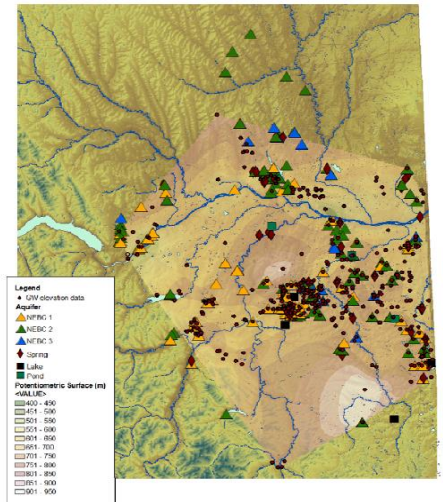 Legend
GW elevation data
Aquifer
NEBC 1
NEBC 2
NEBC 3
Spring
Lake
Pond
Potentiometric Surface (m)
<VALUE>
400 - 450
451 - 500
501 - 550
551 - 600
601 - 650
651 - 700
701 - 750
751 - 800
801 - 850
851 - 900
901 - 950